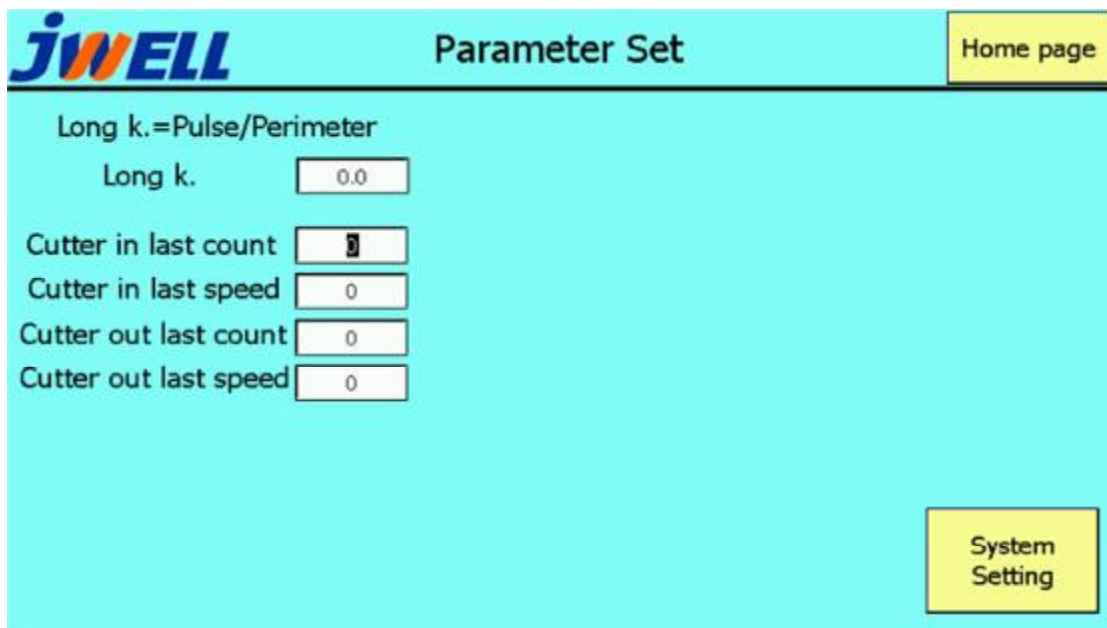 JWELL
Parameter Set
Home page
Long k.=Pulse/Perimeter
Long k. 0.0
Cutter in last count 0
Cutter in last speed 0
Cutter out last count 0
Cutter out last speed 0
System
Setting